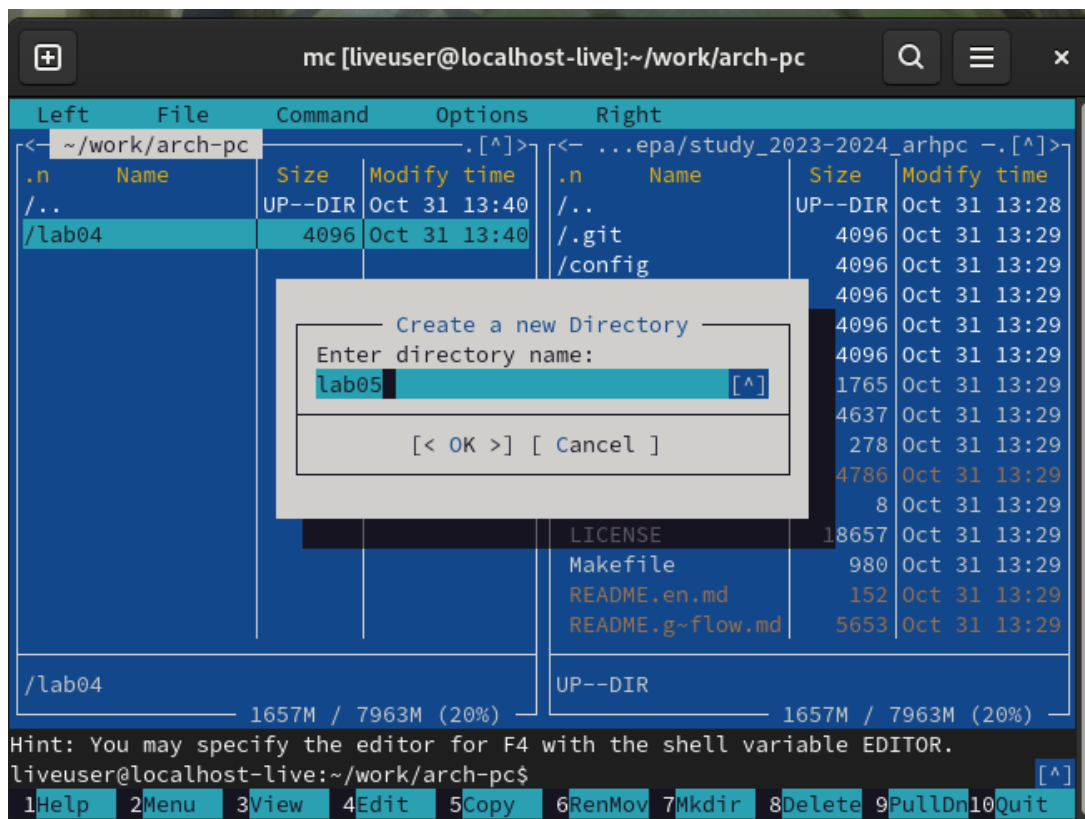 mc [liveuser@localhost-live]:~/work/arch-pc
Left File Command Options Right
<— ~/work/arch-pc —.[^]>
.n Name Size Modify time
/.. UP--DIR Oct 31 13:40
/lab04 4096 Oct 31 13:40
/lab04
1657M / 7963M (20%)
<— ...epa/study_2023-2024_arhpc —.[^]>
.n Name Size Modify time
/.. UP--DIR Oct 31 13:28
/.git 4096 Oct 31 13:29
/config 4096 Oct 31 13:29
4096 Oct 31 13:29
4096 Oct 31 13:29
4096 Oct 31 13:29
1765 Oct 31 13:29
4637 Oct 31 13:29
278 Oct 31 13:29
4786 Oct 31 13:29
8 Oct 31 13:29
LICENSE 18657 Oct 31 13:29
Makefile 980 Oct 31 13:29
README.en.md 152 Oct 31 13:29
README.g~flow.md 5653 Oct 31 13:29
UP--DIR
1657M / 7963M (20%)
Create a new Directory
Enter directory name:
lab05 [^]
[< OK >] [ Cancel ]
Hint: You may specify the editor for F4 with the shell variable EDITOR.
liveuser@localhost-live:~/work/arch-pc$ [^]
1Help 2Menu 3View 4Edit 5Copy 6RenMov 7Mkdir 8Delete 9PullDn 10Quit